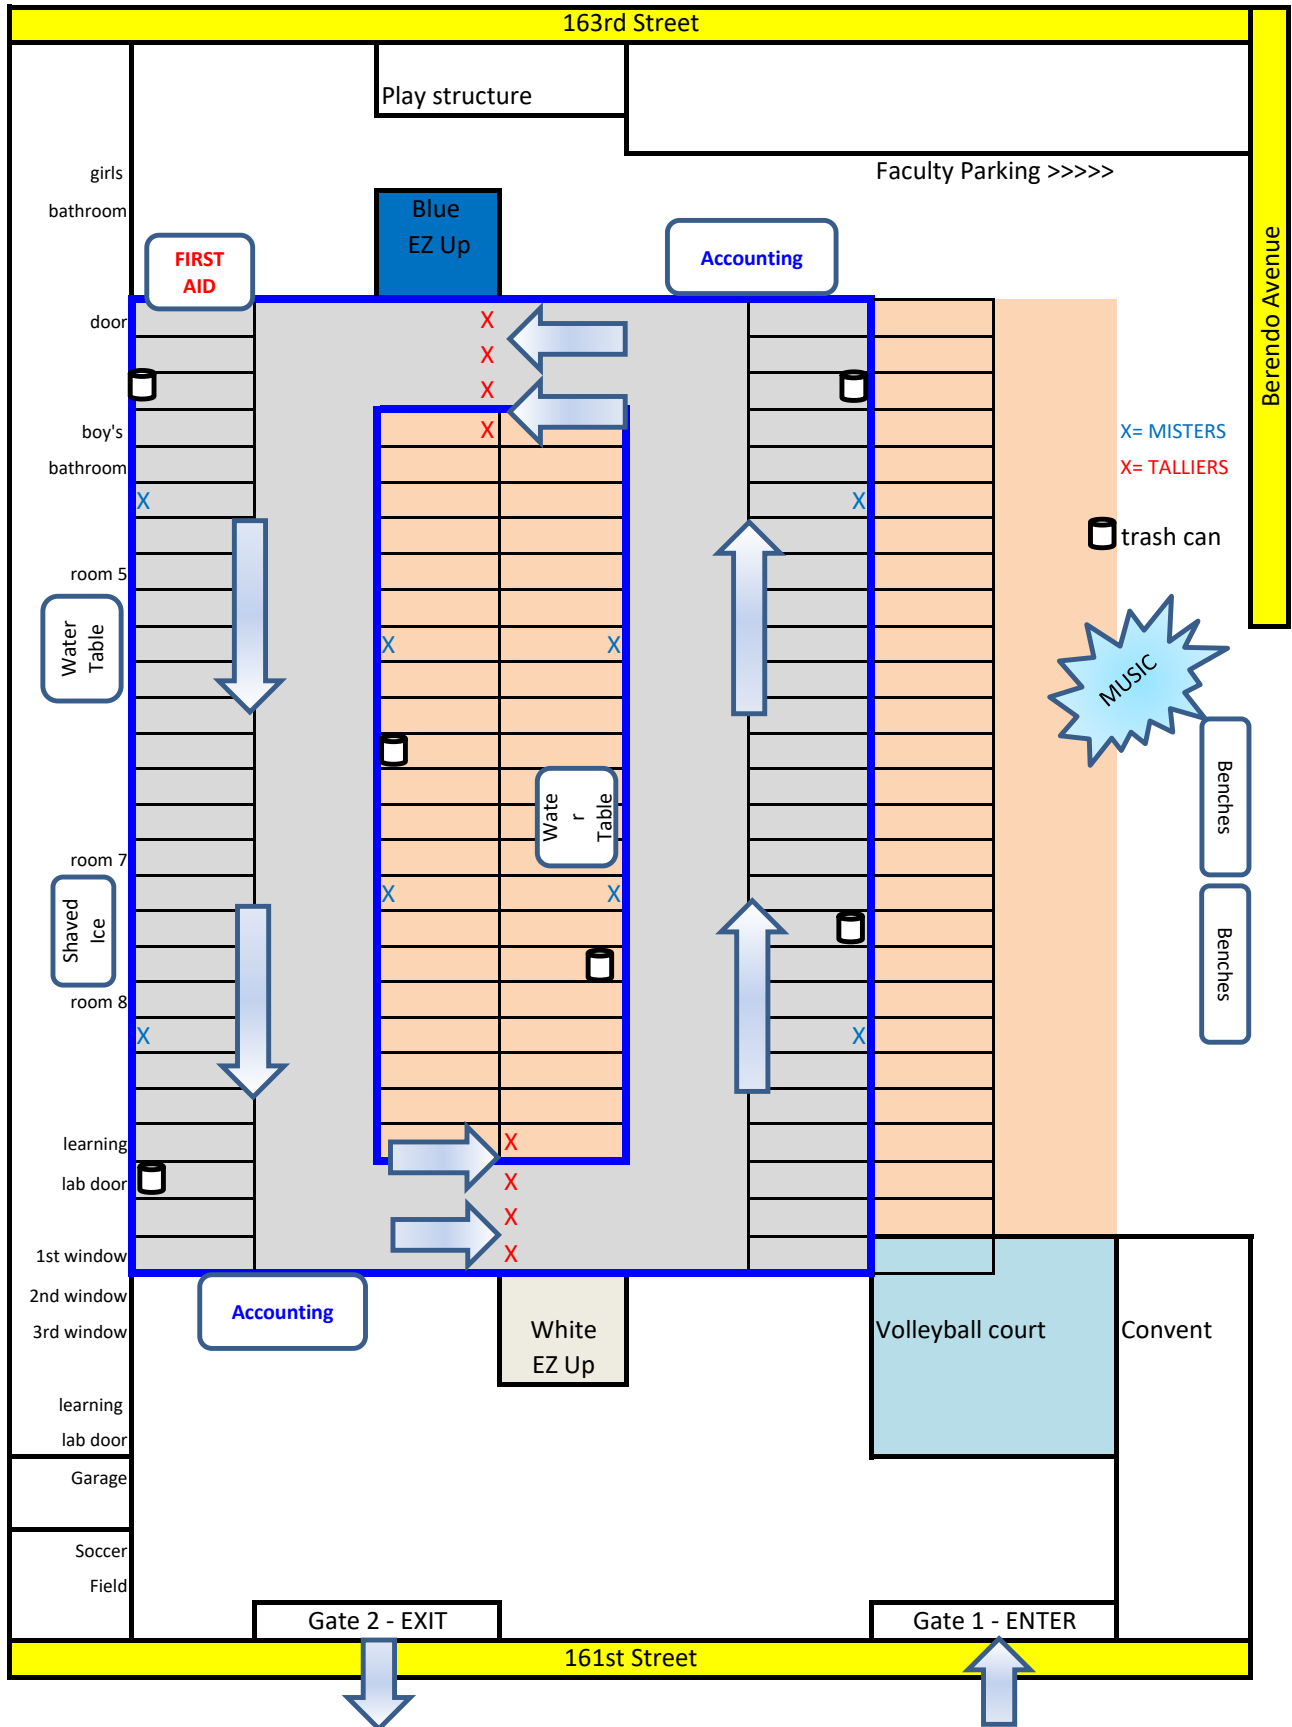 163rd Street
Play structure
Berendo Avenue
girls
bathroom
Faculty Parking >>>>>
Blue
EZ Up
FIRST
AID
Accounting
door
X
X
X
X
boy's
bathroom
X= MISTERS
X= TALLIERS
X
X
trash can
room 5
Water
Table
X
X
MUSIC
Benches
Wate
r
Table
room 7
X
X
Shaved
Ice
Benches
room 8
X
X
learning
X
lab door
X
X
1st window
X
2nd window
Accounting
3rd window
White
EZ Up
Volleyball court
Convent
learning
lab door
Garage
Soccer
Field
Gate 2 - EXIT
Gate 1 - ENTER
161st Street